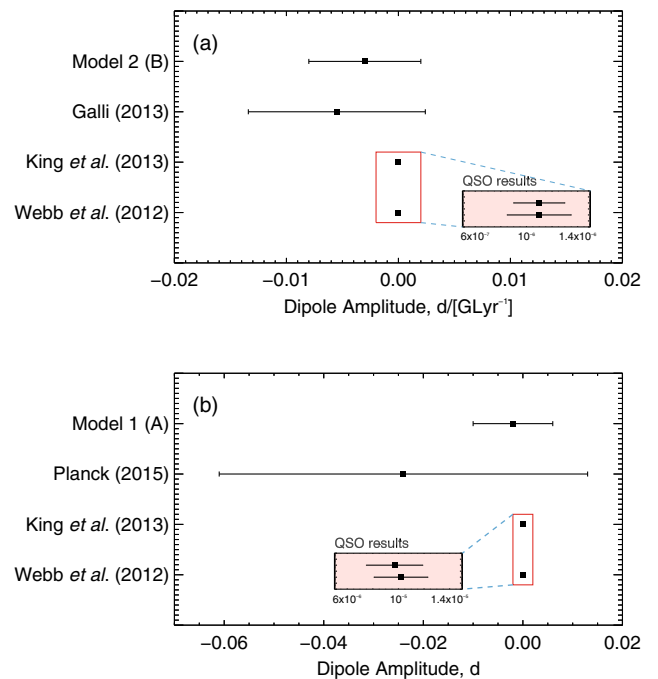 (a)
Model 2 (B)
Galli (2013)
King et al. (2013)
Webb et al. (2012)
QSO results
6x10⁻⁷ 10⁻⁶ 1.4x10⁻⁶
−0.02 −0.01 0.00 0.01 0.02
Dipole Amplitude, d/[GLyr⁻¹]
(b)
Model 1 (A)
Planck (2015)
King et al. (2013)
Webb et al. (2012)
QSO results
6x10⁻⁶ 10⁻⁵ 1.4x10⁻⁵
−0.06 −0.04 −0.02 0.00 0.02
Dipole Amplitude, d